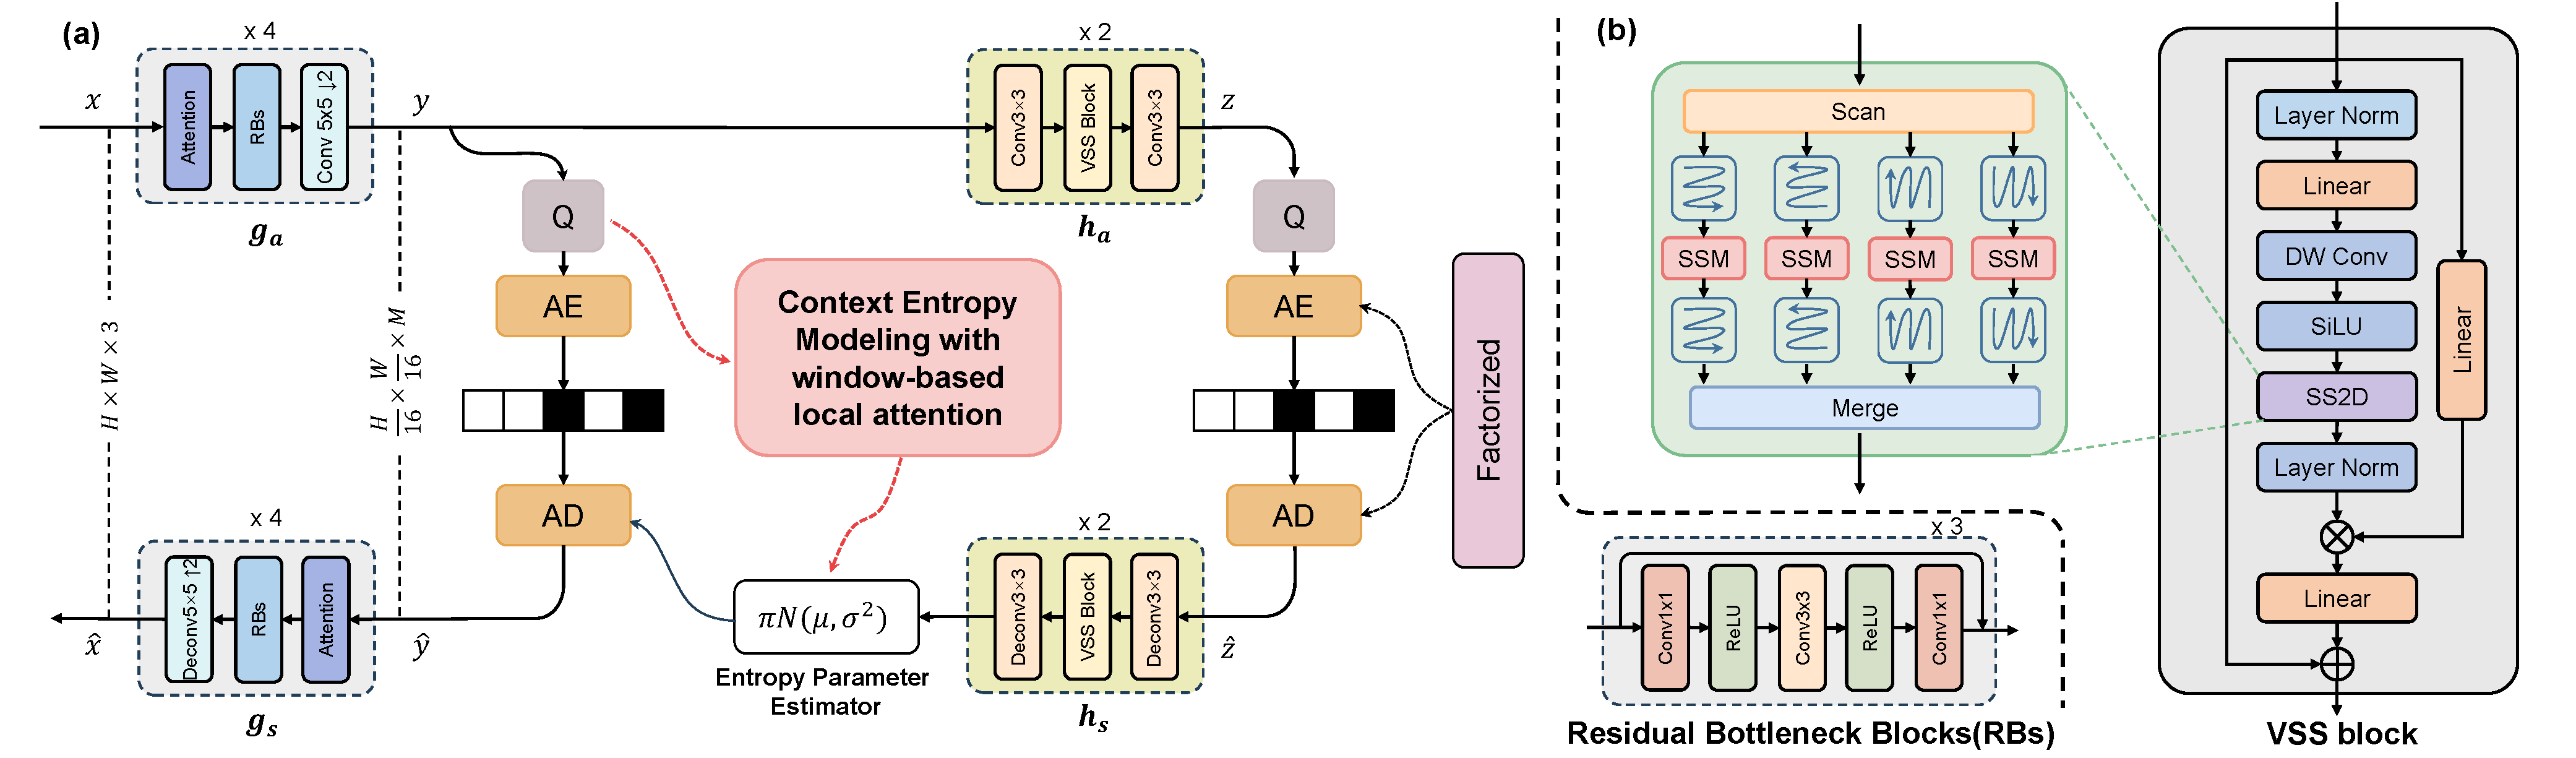 (a)
x 4
x
Attention
RBs
Conv 5x5 ↓2
g_a
y
H × W × 3
H/16 × W/16 × M
Q
AE
AD
Context Entropy
Modeling with
window-based
local attention
x 2
Conv3×3
VSS Block
Conv3×3
h_a
z
Q
AE
AD
Factorized
x 4
Deconv5×5 ↑2
RBs
Attention
x̂
g_s
ŷ
πN(μ, σ²)
Entropy Parameter
Estimator
x 2
Deconv3×3
VSS Block
Deconv3×3
h_s
ẑ
(b)
Scan
SSM
SSM
SSM
SSM
Merge
x 3
Conv1x1
ReLU
Conv3x3
ReLU
Conv1x1
Residual Bottleneck Blocks(RBs)
Layer Norm
Linear
DW Conv
SiLU
SS2D
Layer Norm
Linear
Linear
VSS block